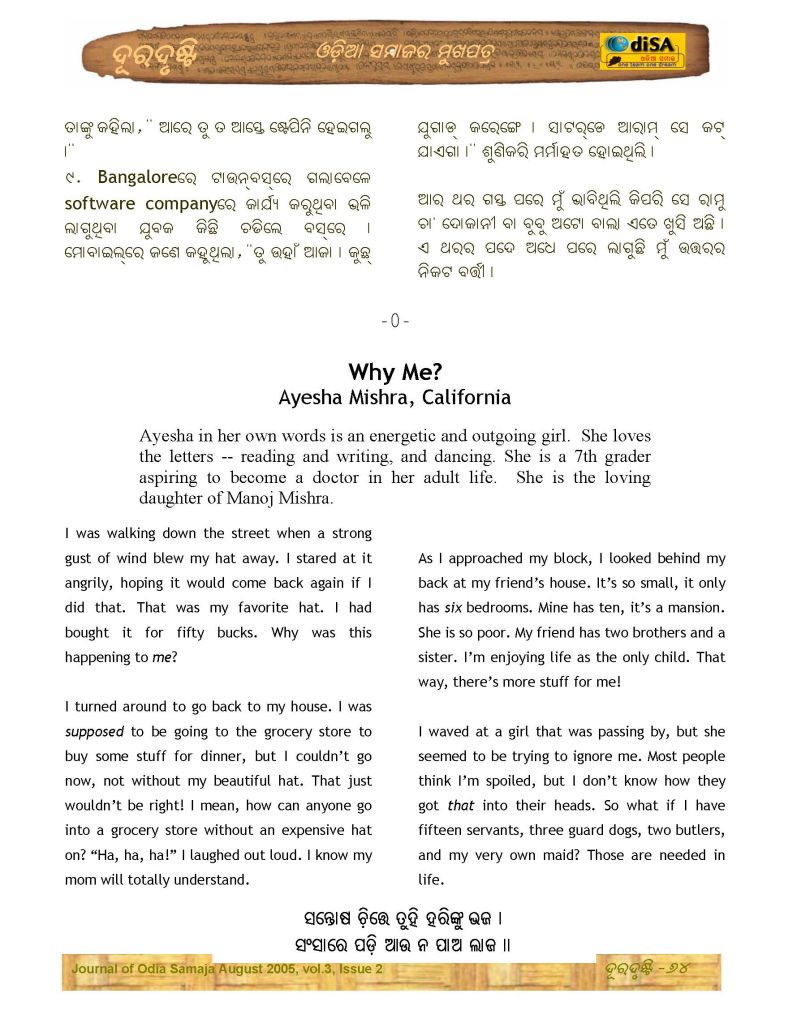 ଦୂରଦୃଷ୍ଟି ଓଡ଼ିଆ ସମାଜର ମୁଖପତ୍ର
diSA
ଓଡ଼ିଆ ସମାଜ
one team one dream
ତାଙ୍କୁ କହିଲା,¨ ଆରେ ତୁ ତ ଆସ୍ତେ ଷ୍ଟେପିନି ହେଇଗଲୁ
।¨
୯. Bangaloreରେ ଟାଉନ୍‌ବସ୍‌ରେ ଗଲାବେଳେ
software companyରେ କାର୍ଯ୍ୟ କରୁଥିବା ଭଳି
ଲାଗୁଥିବା ଯୁବକ କିଛି ଚଢିଲେ ବସ୍‌ରେ ।
ମୋବାଇଲ୍‌ରେ ଜଣେ କହୁଥିଲା,¨ତୁ ଉହାଁ ଆଜା । କୁଛ୍
ଯୁଗାଡ୍ କରେଙ୍ଗେ । ସାଟର୍‌ଡେ ଆରାମ୍ ସେ କଟ୍
ଯାଏଗା ।¨ ଶୁଣିକରି ମର୍ମାହତ ହୋଇଥିଲି ।
ଆର ଥର ଗସ୍ତ ପରେ ମୁଁ ଭାବିଥିଲି କିପରି ସେ ରାମୁ
ଚା' ଦୋକାନୀ ବା ବୁବୁ ଅଟୋ ବାଲା ଏତେ ଖୁସି ଅଛି ।
ଏ ଥରର ପଦେ ଅଧେ ପରେ ଲାଗୁଛି ମୁଁ ଉତ୍ତରର
ନିକଟ ବର୍ତ୍ତୀ ।
- 0 -
Why Me?
Ayesha Mishra, California
Ayesha in her own words is an energetic and outgoing girl. She loves
the letters -- reading and writing, and dancing. She is a 7th grader
aspiring to become a doctor in her adult life. She is the loving
daughter of Manoj Mishra.
I was walking down the street when a strong
gust of wind blew my hat away. I stared at it
angrily, hoping it would come back again if I
did that. That was my favorite hat. I had
bought it for fifty bucks. Why was this
happening to me?
I turned around to go back to my house. I was
supposed to be going to the grocery store to
buy some stuff for dinner, but I couldn’t go
now, not without my beautiful hat. That just
wouldn’t be right! I mean, how can anyone go
into a grocery store without an expensive hat
on? “Ha, ha, ha!” I laughed out loud. I know my
mom will totally understand.
As I approached my block, I looked behind my
back at my friend’s house. It’s so small, it only
has six bedrooms. Mine has ten, it’s a mansion.
She is so poor. My friend has two brothers and a
sister. I’m enjoying life as the only child. That
way, there’s more stuff for me!
I waved at a girl that was passing by, but she
seemed to be trying to ignore me. Most people
think I’m spoiled, but I don’t know how they
got that into their heads. So what if I have
fifteen servants, three guard dogs, two butlers,
and my very own maid? Those are needed in
life.
ସନ୍ତୋଷ ଚିତ୍ତେ ତୁହି ହରିଙ୍କୁ ଭଜ ।
ସଂସାରେ ପଡ଼ି ଆଉ ନ ପାଅ ଲାଜ ॥
Journal of Odia Samaja August 2005, vol.3, Issue 2
ଦୂରଦୃଷ୍ଟି -୬୪